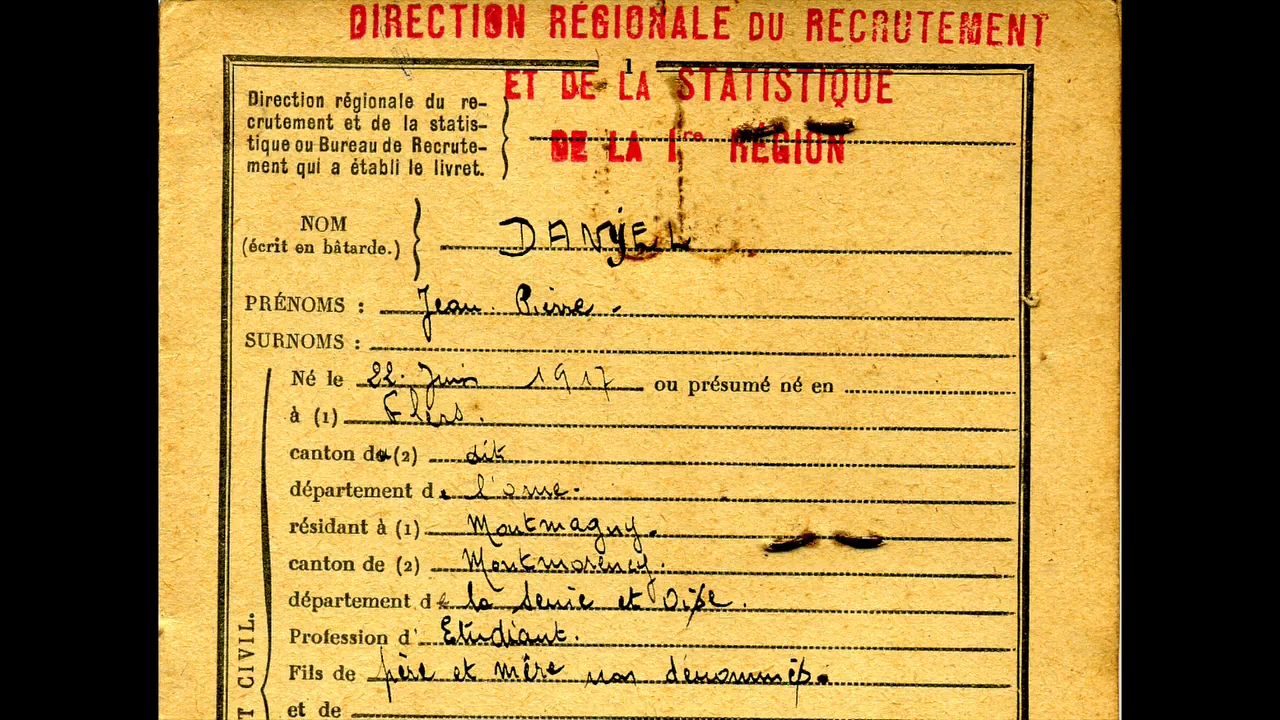 DIRECTION RÉGIONALE DU RECRUTEMENT
1
ET DE LA STATISTIQUE
DE LA 1re RÉGION
Direction régionale du re-
crutement et de la statis-
tique ou Bureau de Recrute-
ment qui a établi le livret.
NOM
(écrit en bâtarde.) DANYEL
PRÉNOMS : Jean Pierre.
SURNOMS :
Né le 22 Juin 1917 ou présumé né en
à (1) Flers.
canton du (2) dit
département de l'orne.
résidant à (1) Montmagny.
canton de (2) Montmorency.
département de la Seine et Oise.
Profession d' Etudiant.
Fils de père et mère non dénommés.
et de
CIVIL.